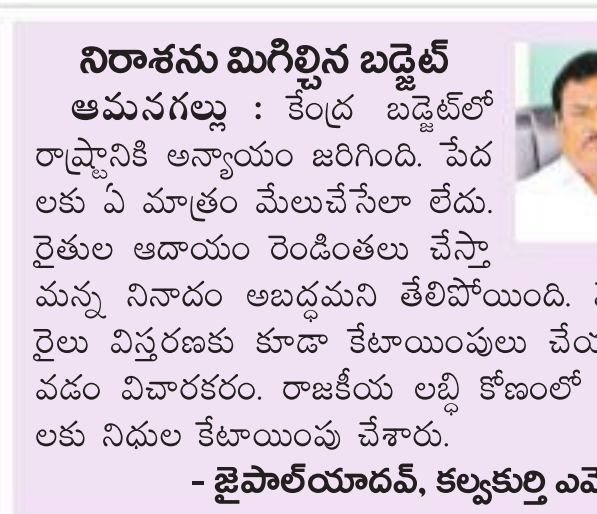 నిరాశను మిగిల్చిన బడ్జెట్
ఆమనగల్లు : కేంద్ర బడ్జెట్‌లో
రాష్ట్రానికి అన్యాయం జరిగింది. పేద
లకు ఏ మాత్రం మేలుచేసేలా లేదు.
రైతుల ఆదాయం రెండింతలు చేస్తా
మన్న నినాదం అబద్ధమని తేలిపోయింది.
రైలు విస్తరణకు కూడా కేటాయింపులు
వడం విచారకరం. రాజకీయ లబ్ధి కోణంలో
లకు నిధుల కేటాయింపు చేశారు.
- జైపాల్‌యాదవ్, కల్వకుర్తి